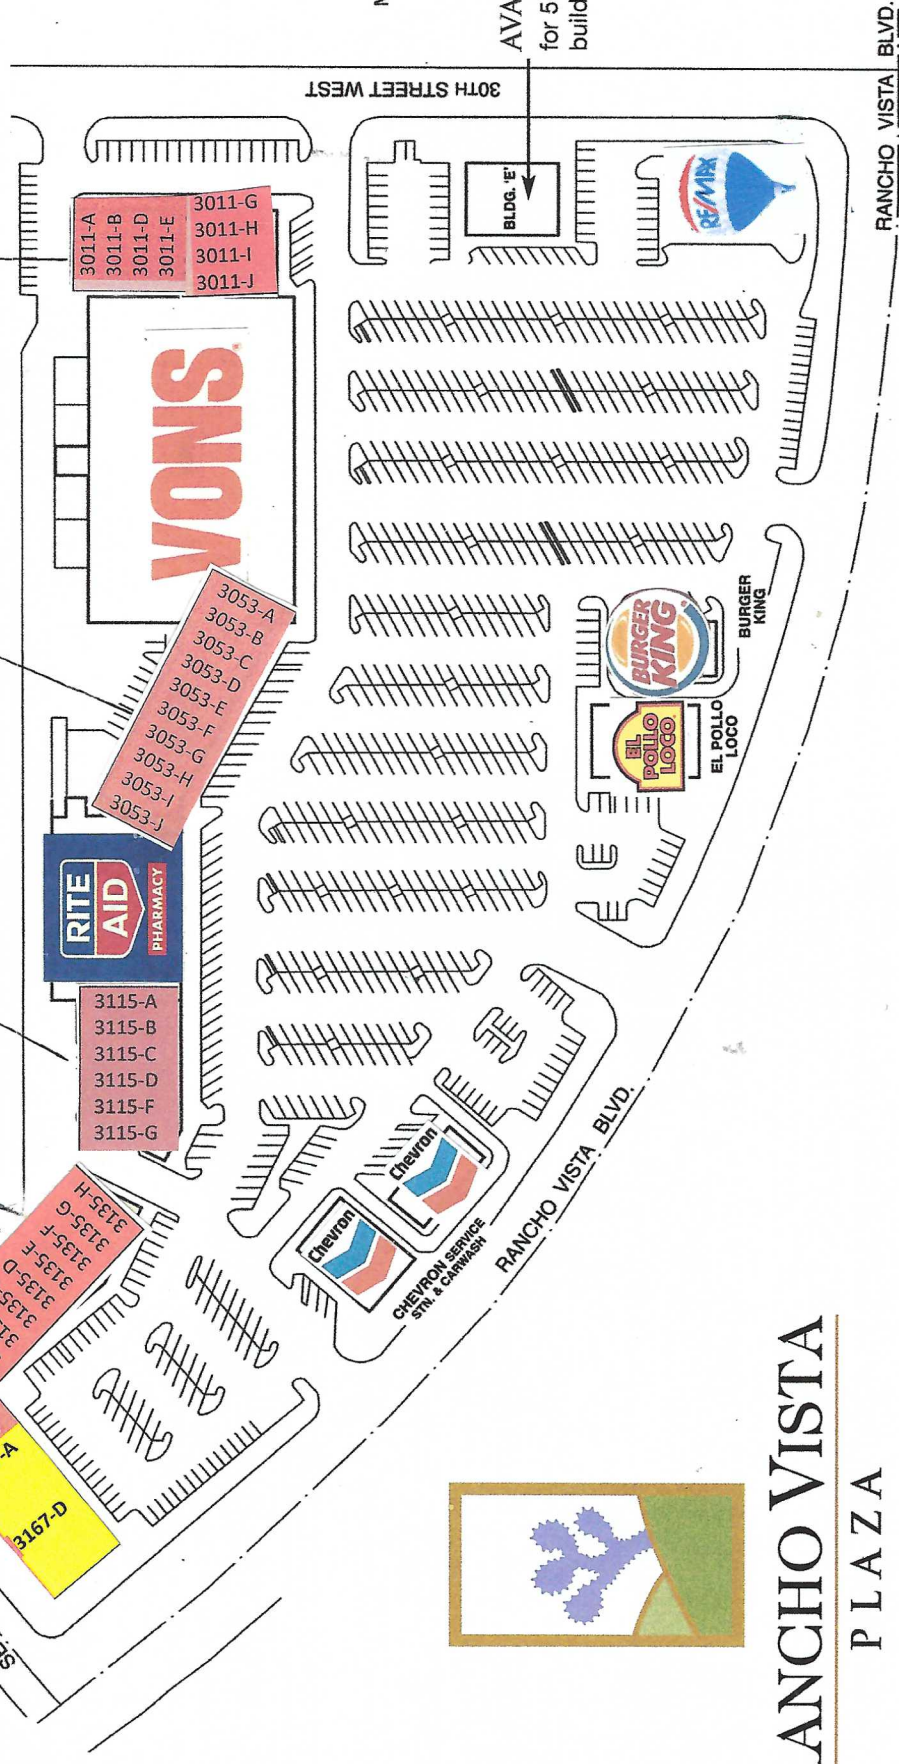 AVA
for 5
build
30TH STREET WEST
RANCHO VISTA BLVD.
BLDG. 'E'
RE/MAX
3011-A
3011-B
3011-D
3011-E
3011-G
3011-H
3011-I
3011-J
VONS
3053-A
3053-B
3053-C
3053-D
3053-E
3053-F
3053-G
3053-H
3053-I
3053-J
BURGER
KING
BURGER
KING
EL
POLLO
LOCO
EL POLLO
LOCO
RITE
AID
PHARMACY
3115-A
3115-B
3115-C
3115-D
3115-F
3115-G
3135-H
3135-G
3135-F
3135-E
3135-D
Chevron
Chevron
CHEVRON SERVICE
STN. & CARWASH
RANCHO VISTA BLVD.
-A
3167-D
ANCHO VISTA
PLAZA